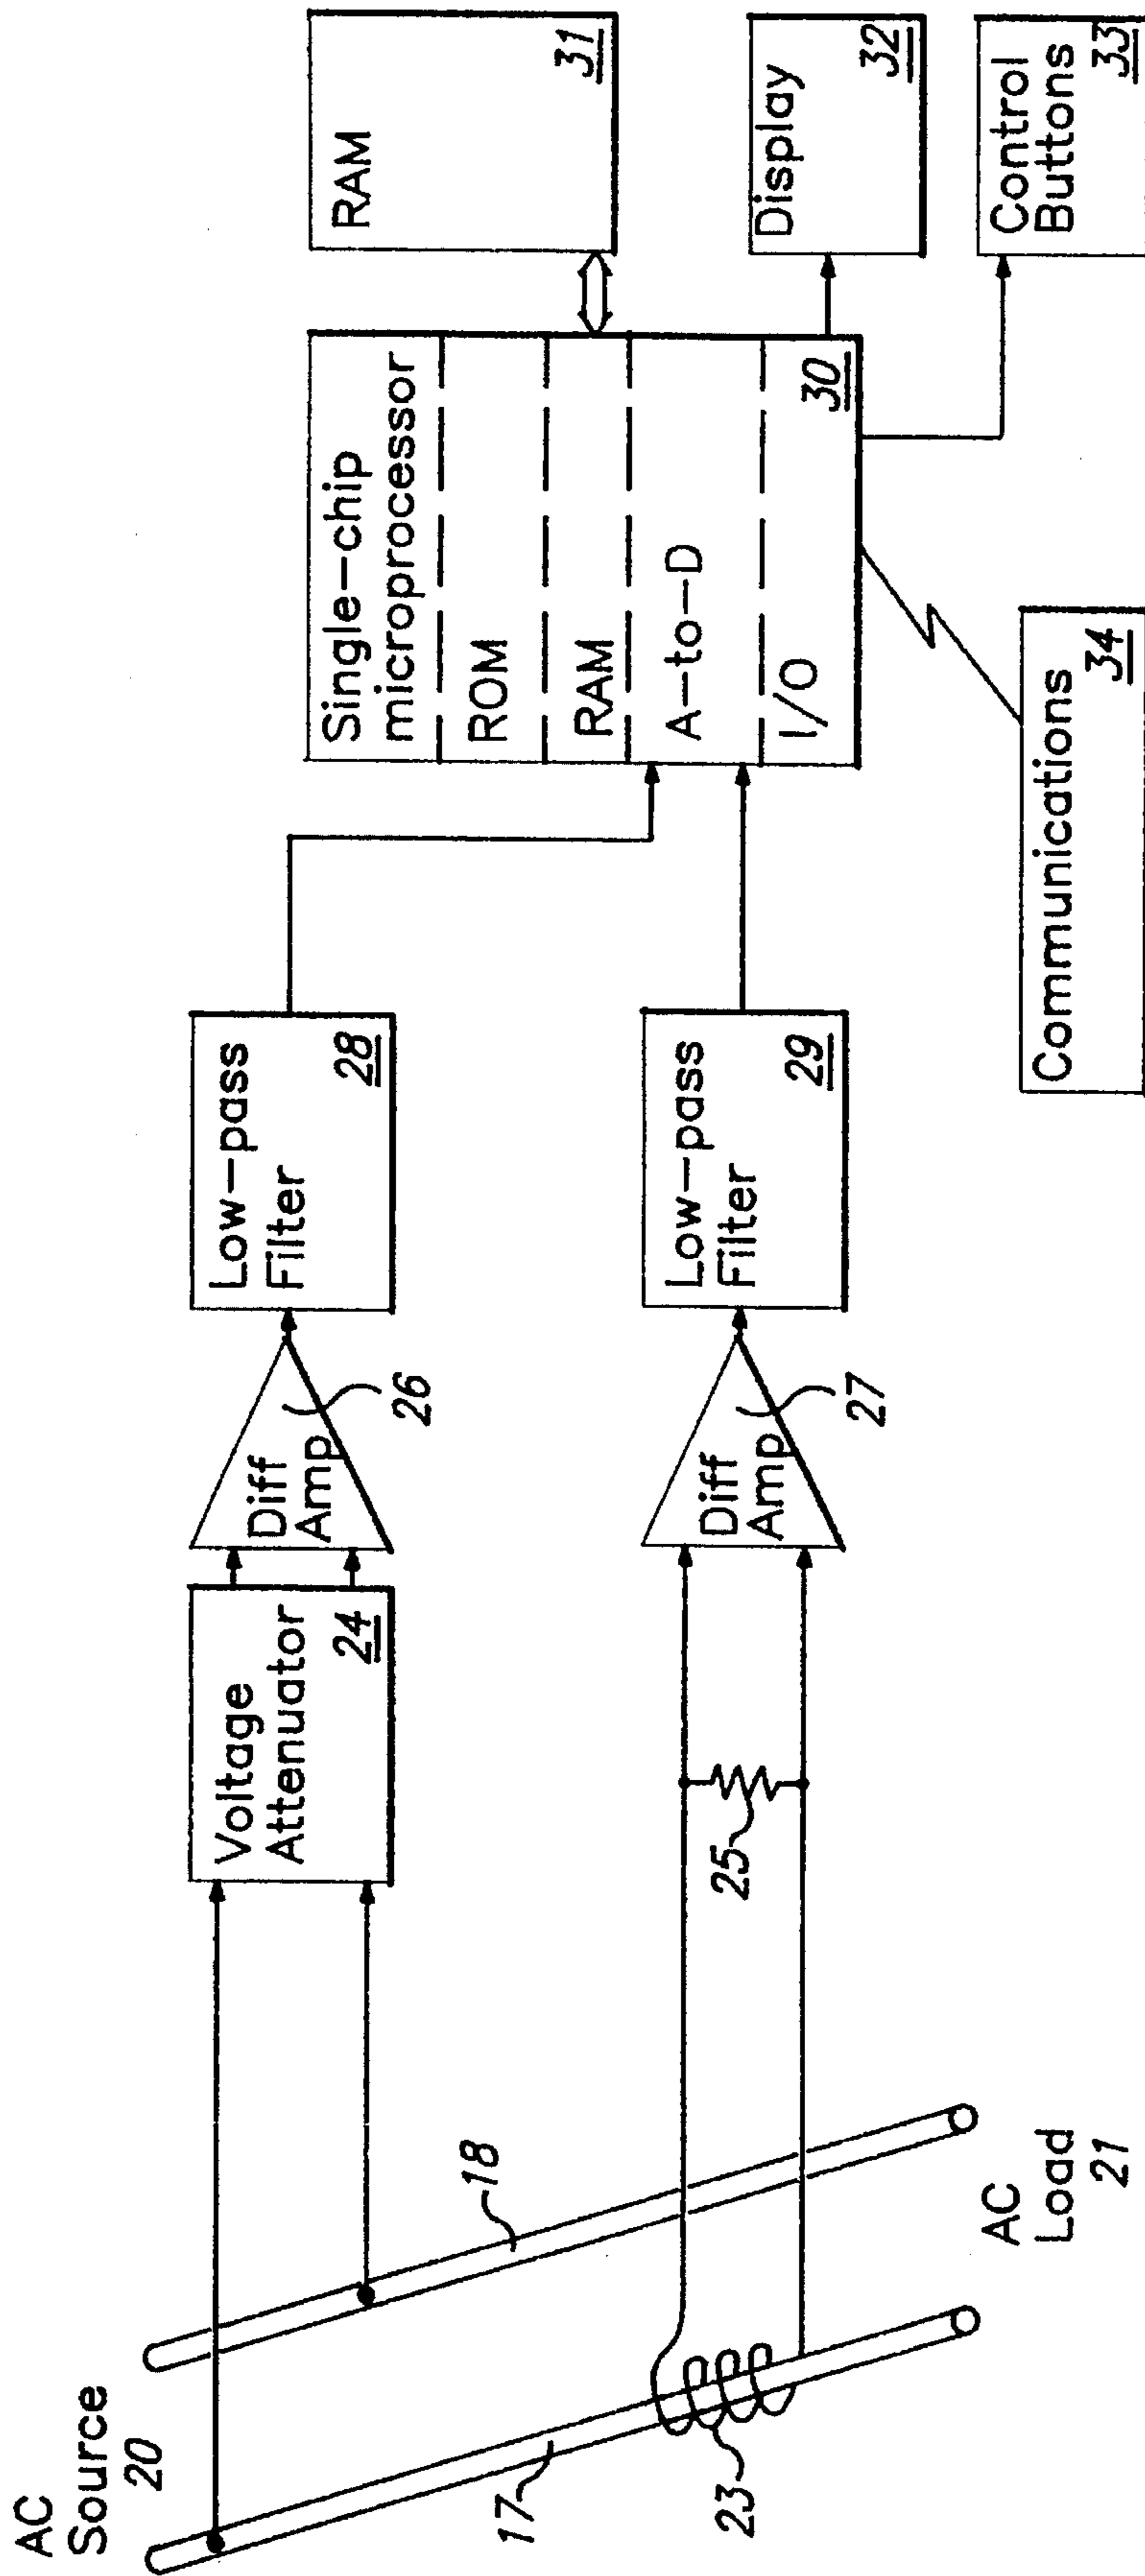 AC
Source
20
17
18
23
AC
Load
21
Voltage
Attenuator
24
25
Diff
Amp
26
Diff
Amp
27
Low-pass
Filter
28
Low-pass
Filter
29
Single-chip
microprocessor
ROM
RAM
A-to-D
I/O
30
RAM
31
Display
32
Control
Buttons
33
Communications
34